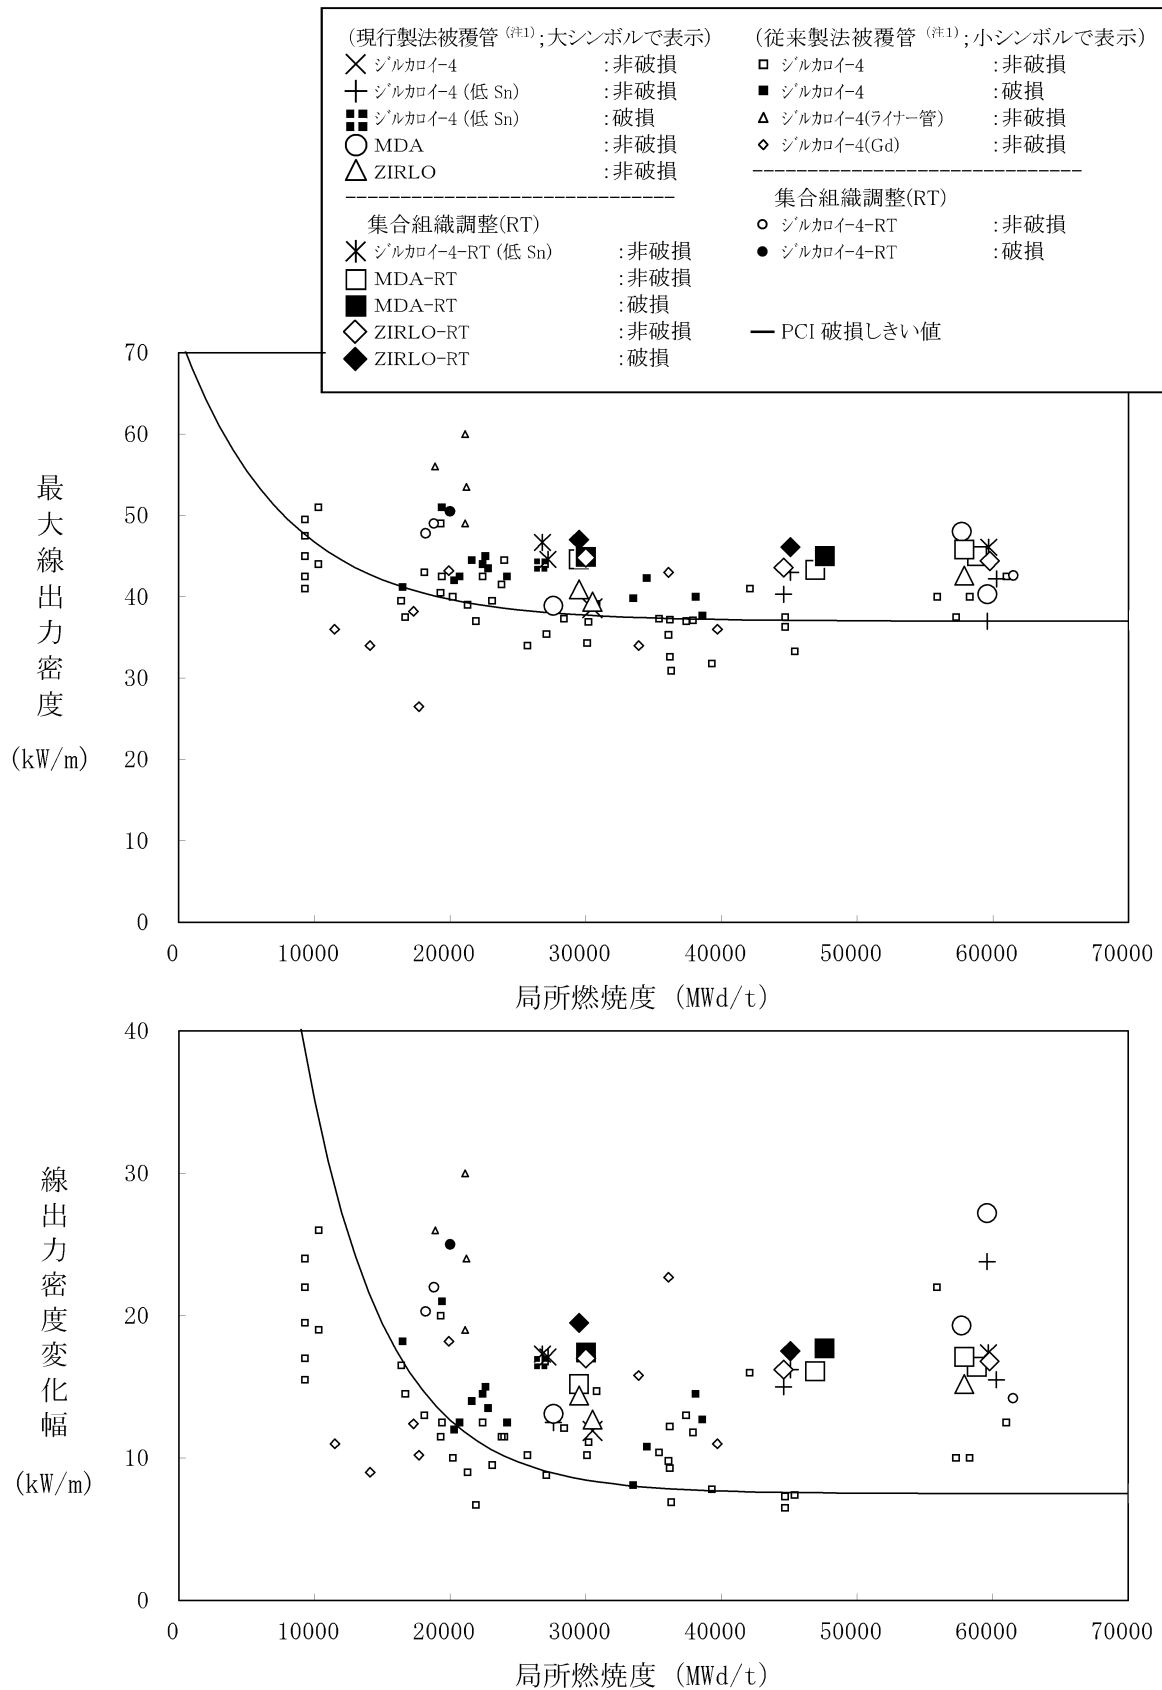 (現行製法被覆管 (注1);大シンボルで表示)
ジルカロイ-4 :非破損
ジルカロイ-4 (低 Sn) :非破損
ジルカロイ-4 (低 Sn) :破損
MDA :非破損
ZIRLO :非破損
集合組織調整(RT)
ジルカロイ-4-RT (低 Sn) :非破損
MDA-RT :非破損
MDA-RT :破損
ZIRLO-RT :非破損
ZIRLO-RT :破損
(従来製法被覆管 (注1);小シンボルで表示)
ジルカロイ-4 :非破損
ジルカロイ-4 :破損
ジルカロイ-4(ライナー管) :非破損
ジルカロイ-4(Gd) :非破損
集合組織調整(RT)
ジルカロイ-4-RT :非破損
ジルカロイ-4-RT :破損
PCI 破損しきい値
最大線出力密度
(kW/m)
70
60
50
40
30
20
10
0
0 10000 20000 30000 40000 50000 60000 70000
局所燃焼度 (MWd/t)
線出力密度変化幅
(kW/m)
40
30
20
10
0
0 10000 20000 30000 40000 50000 60000 70000
局所燃焼度 (MWd/t)